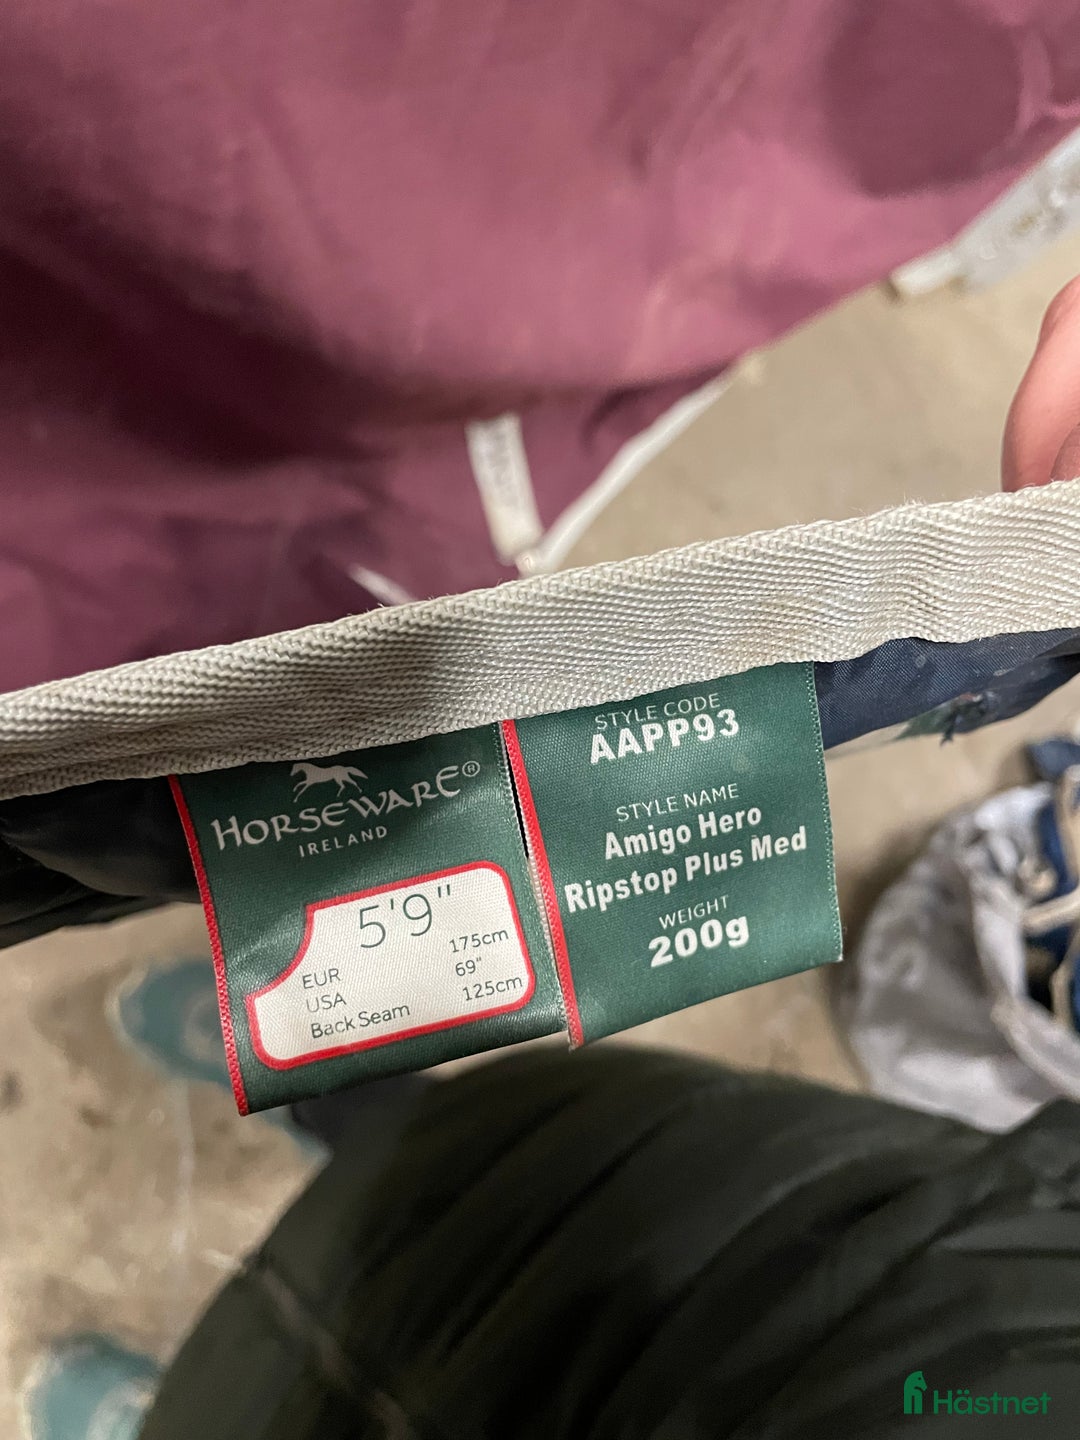 HORSEWARE®
IRELAND
5'9"
EUR 175cm
USA 69"
Back Seam 125cm
STYLE CODE
AAPP93
STYLE NAME
Amigo Hero
Ripstop Plus Med
WEIGHT
200g
Hästnet